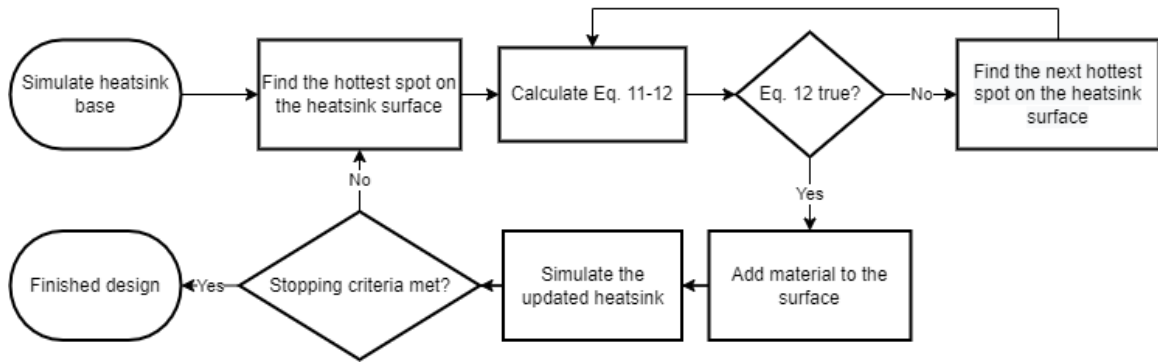 Simulate heatsink
base
Find the hottest spot on
the heatsink surface
Calculate Eq. 11-12
Eq. 12 true?
No
Find the next hottest
spot on the heatsink
surface
No
Yes
Finished design
Yes
Stopping criteria met?
Simulate the
updated heatsink
Add material to the
surface